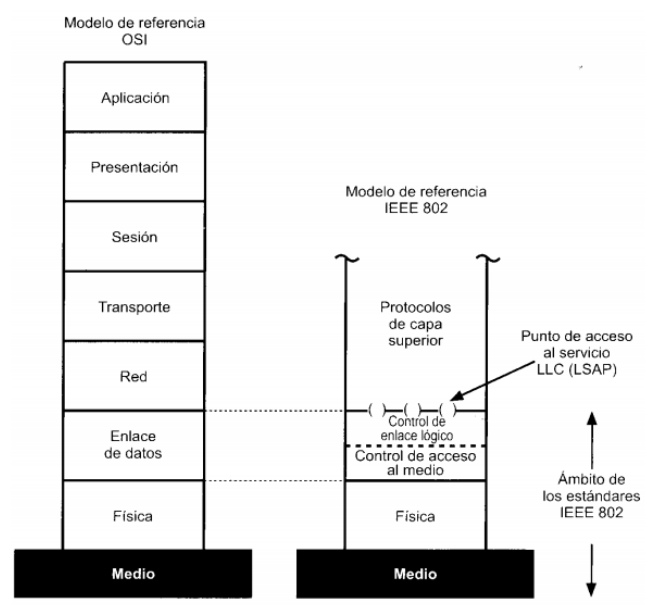 Modelo de referencia
OSI
Aplicación
Presentación
Sesión
Transporte
Red
Enlace
de datos
Física
Medio
Modelo de referencia
IEEE 802
Protocolos
de capa
superior
Punto de acceso
al servicio
LLC (LSAP)
Control de
enlace lógico
Control de acceso
al medio
Física
Medio
Ámbito de
los estándares
IEEE 802